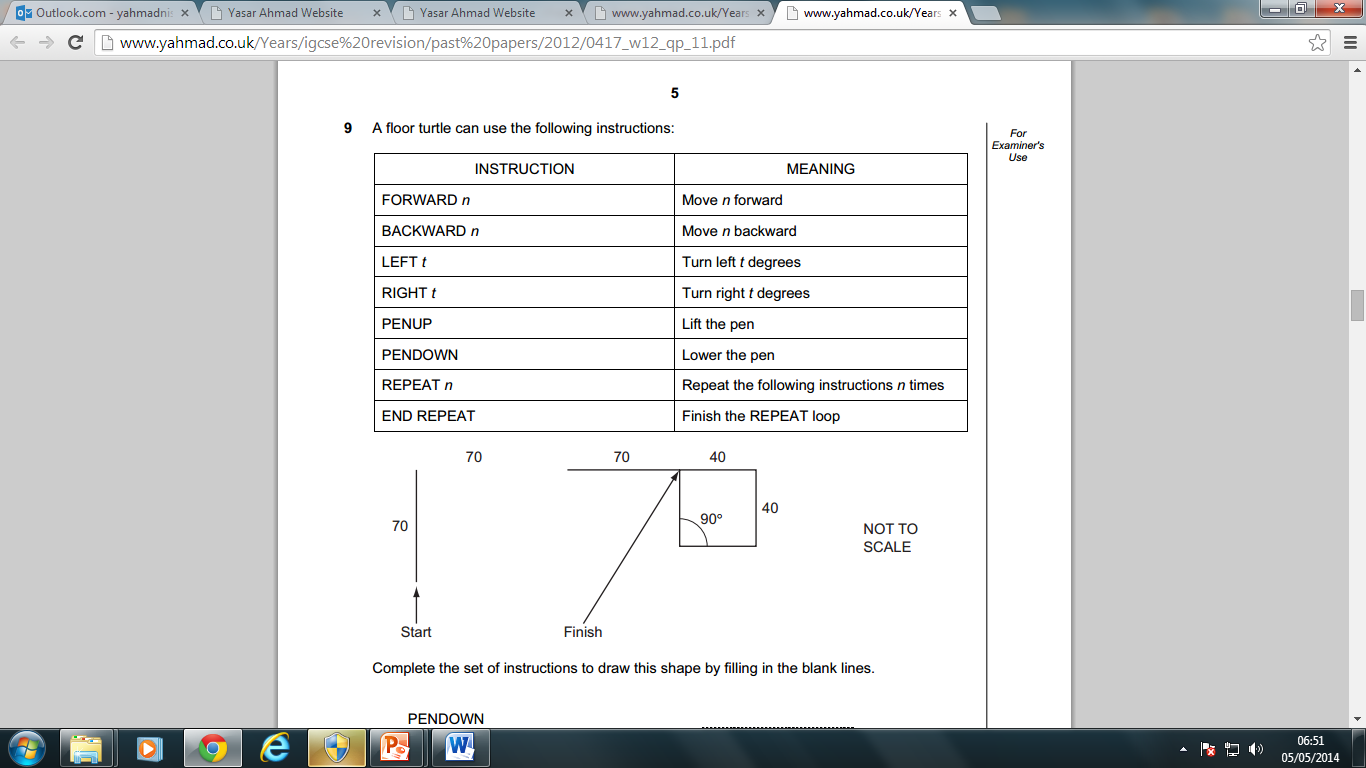 Outlook.com - yahmadnis
Yasar Ahmad Website
Yasar Ahmad Website
www.yahmad.co.uk/Years
www.yahmad.co.uk/Years
www.yahmad.co.uk/Years/igcse%20revision/past%20papers/2012/0417_w12_qp_11.pdf
5
9 A floor turtle can use the following instructions:
For
Examiner's
Use
INSTRUCTION MEANING
FORWARD n Move n forward
BACKWARD n Move n backward
LEFT t Turn left t degrees
RIGHT t Turn right t degrees
PENUP Lift the pen
PENDOWN Lower the pen
REPEAT n Repeat the following instructions n times
END REPEAT Finish the REPEAT loop
70 70 40
70
90°
40
NOT TO
SCALE
Start
Finish
Complete the set of instructions to draw this shape by filling in the blank lines.
PENDOWN
06:51
05/05/2014